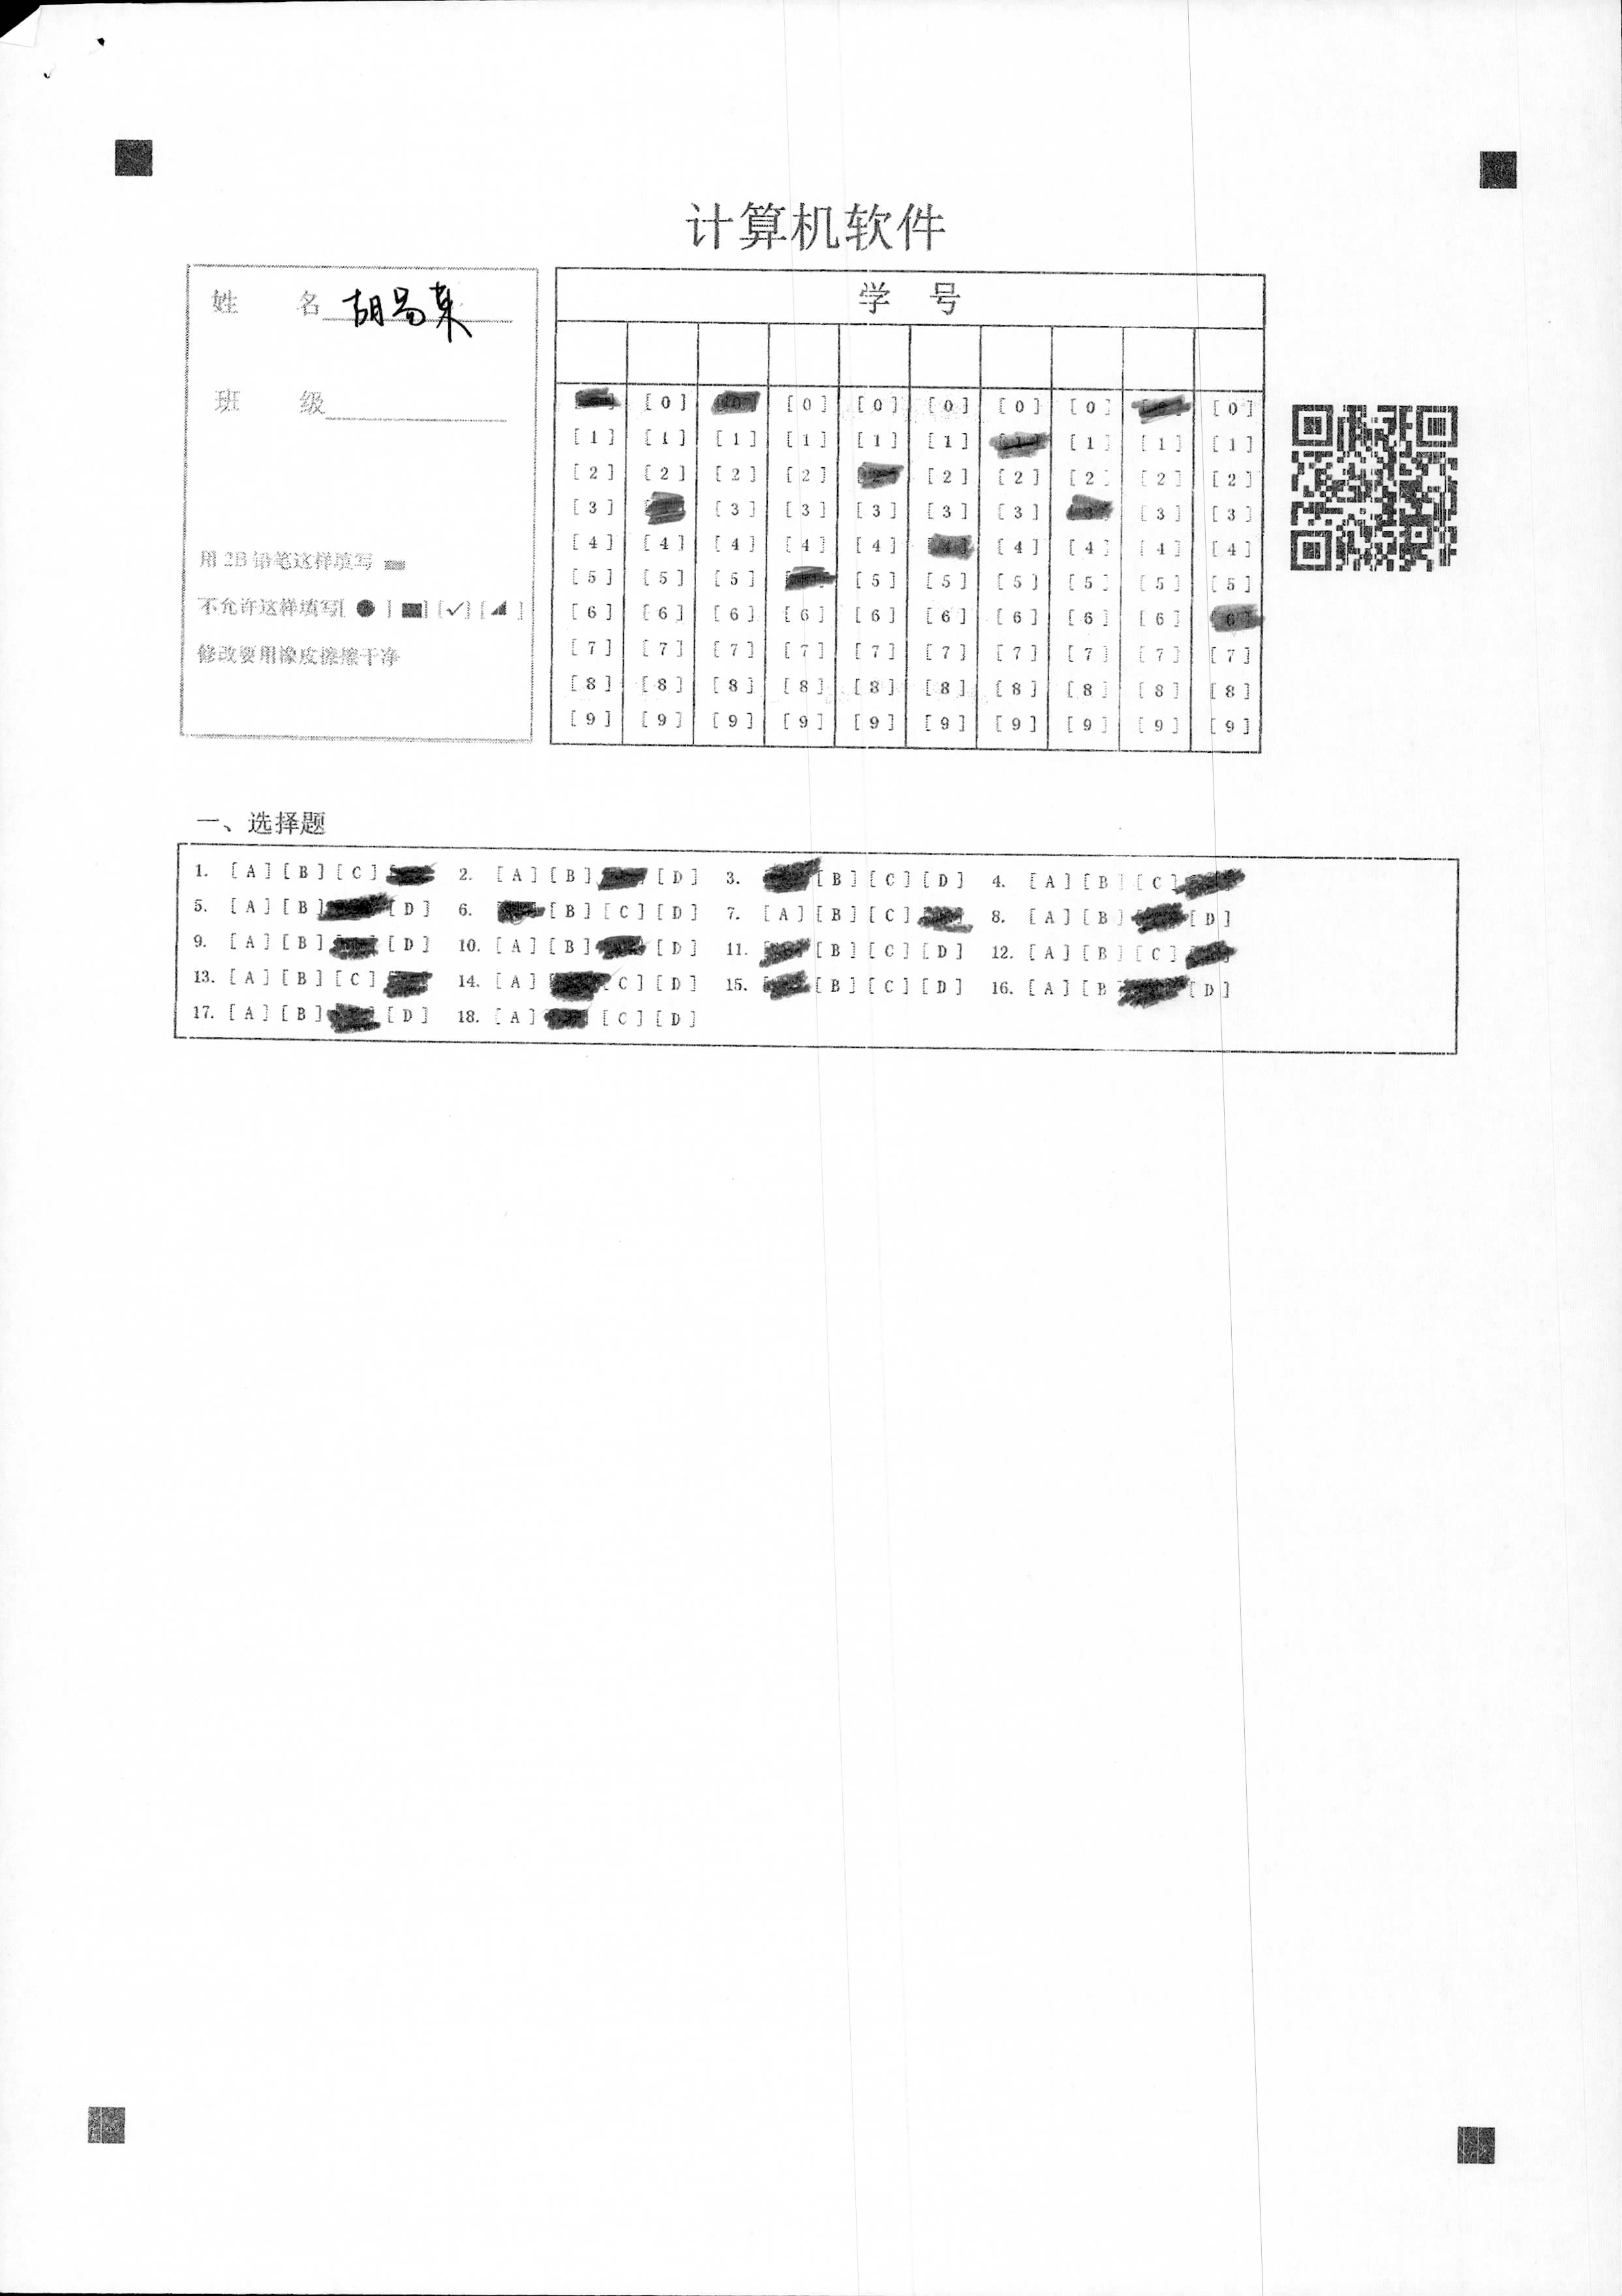 计算机软件
姓 名 胡
班 级
用2B铅笔这样填写
不允许这样填写[ ● ] [■] [✓] [◢ ]
修改要用橡皮擦擦干净
学 号
[0] [0] [0] [0] [0] [0] [0]
[1] [1] [1] [1] [1] [1] [1] [1] [1] [1]
[2] [2] [2] [2] [2] [2] [2] [2] [2]
[3] [3] [3] [3] [3] [3] [3] [3]
[4] [4] [4] [4] [4] [4] [4] [4] [4] [4]
[5] [5] [5] [5] [5] [5] [5] [5] [5]
[6] [6] [6] [6] [6] [6] [6] [6] [6] [6]
[7] [7] [7] [7] [7] [7] [7] [7] [7] [7]
[8] [8] [8] [8] [8] [8] [8] [8] [8] [8]
[9] [9] [9] [9] [9] [9] [9] [9] [9] [9]
一、选择题
1. [A] [B] [C] 2. [A] [B] [D] 3. [B] [C] [D] 4. [A] [B] [C]
5. [A] [B] [D] 6. [B] [C] [D] 7. [A] [B] [C] 8. [A] [B] [D]
9. [A] [B] [D] 10. [A] [B] [D] 11. [B] [C] [D] 12. [A] [B] [C]
13. [A] [B] [C] 14. [A] [C] [D] 15. [B] [C] [D] 16. [A] [B [D]
17. [A] [B] [D] 18. [A] [C] [D]